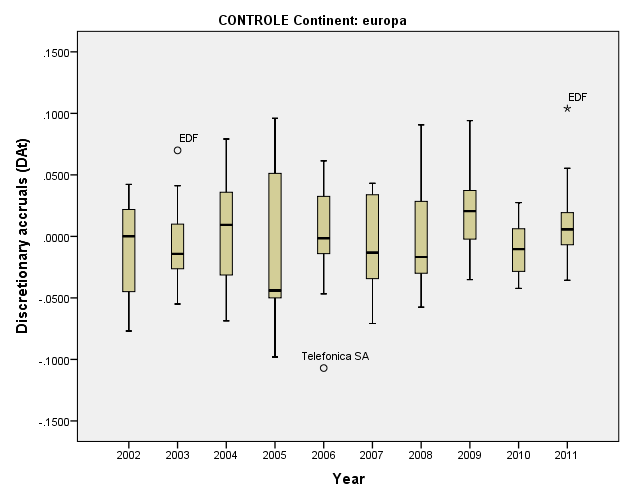 CONTROLE Continent: europa
Discretionary accruals (DAt)
.1500
.1000
.0500
.0000
-.0500
-.1000
-.1500
EDF
EDF
Telefonica SA
2002 2003 2004 2005 2006 2007 2008 2009 2010 2011
Year